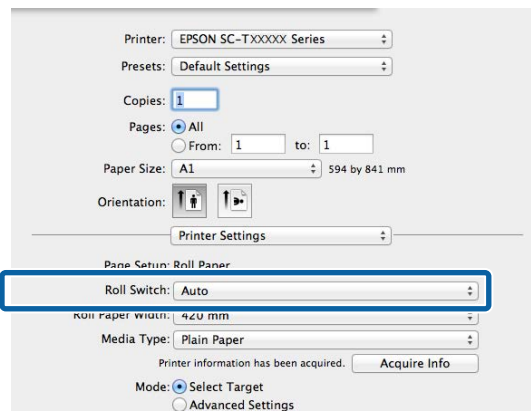 Printer: EPSON SC-TXXXXX Series
Presets: Default Settings
Copies: 1
Pages: All
From: 1 to: 1
Paper Size: A1 594 by 841 mm
Orientation:
Printer Settings
Page Setup: Roll Paper
Roll Switch: Auto
Roll Paper Width: 420 mm
Media Type: Plain Paper
Printer information has been acquired. Acquire Info
Mode: Select Target
Advanced Settings